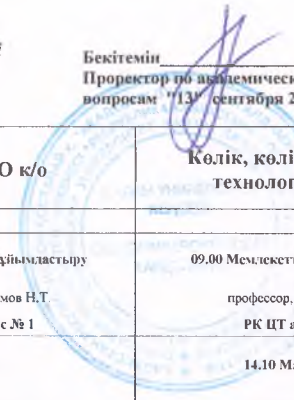 Бекітемін
Проректор по академическ
вопросам "13" сентября 2
О к/о
Көлік, көлі
технолог
ұйымдастыру
09.00 Мемлекетт
мов Н.Т.
профессор,
с № 1
РК ЦТ а
14.10 М